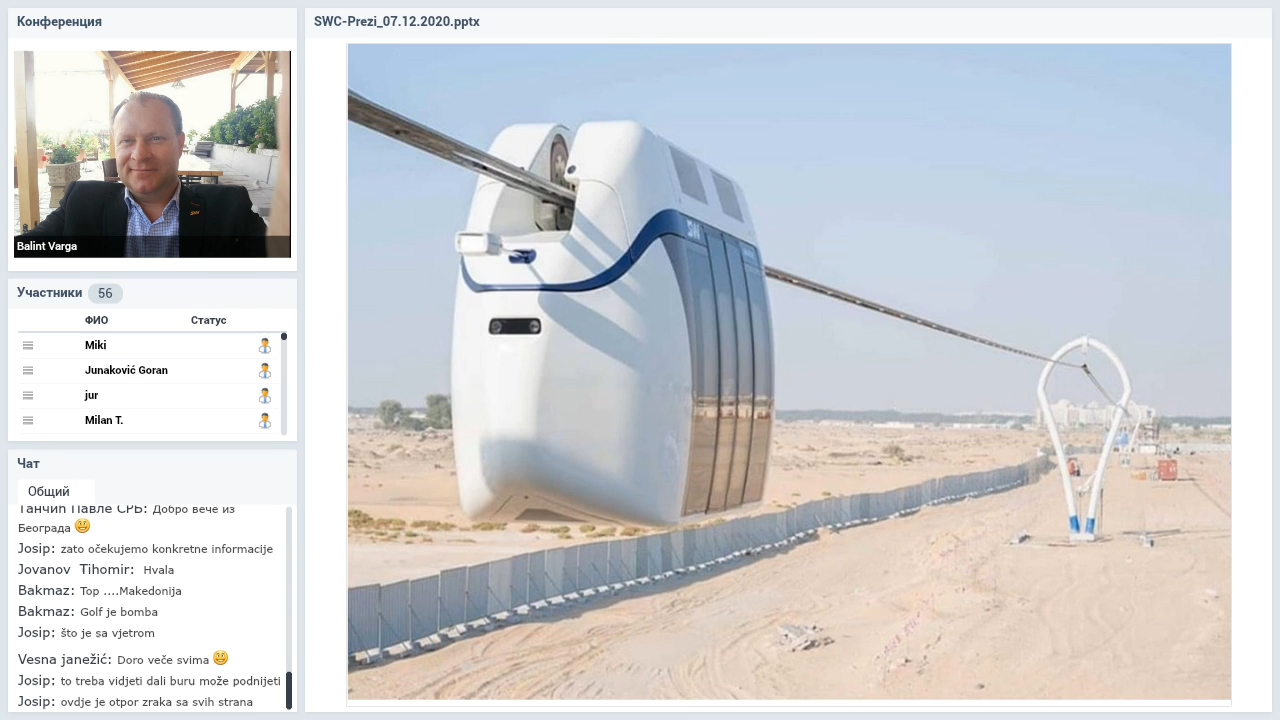 Конференция
SWC-Prezi_07.12.2020.pptx
Balint Varga
Участники 56
ФИО Статус
Miki
Junaković Goran
jur
Milan T.
Чат
Общий
Танчић Павле СРБ: Добро вече из
Београда
Josip: zato očekujemo konkretne informacije
Jovanov Tihomir: Hvala
Bakmaz: Top ....Makedonija
Bakmaz: Golf je bomba
Josip: što je sa vjetrom
Vesna janežić: Doro veče svima
Josip: to treba vidjeti dali buru može podnijeti
Josip: ovdje je otpor zraka sa svih strana